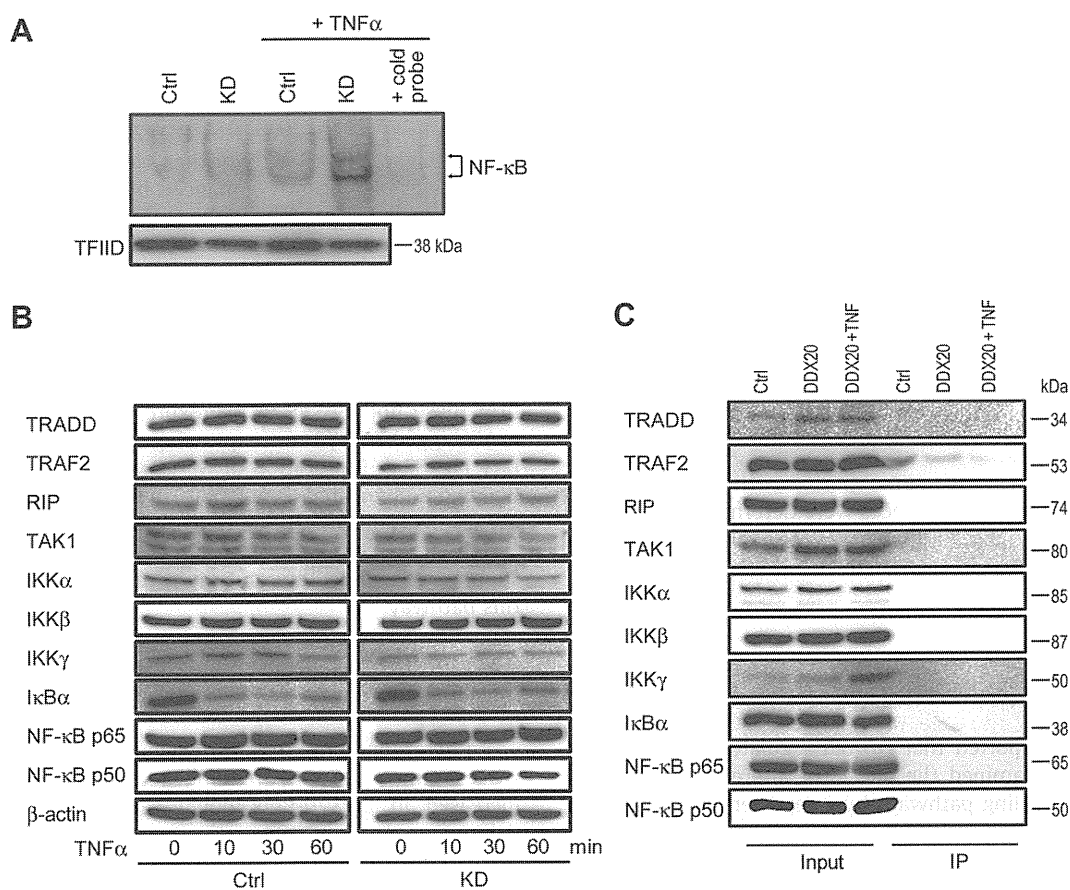 A
+ TNFα
Ctrl
KD
Ctrl
KD
+ cold probe
NF-κB
TFIID
38 kDa
B
TRADD
TRAF2
RIP
TAK1
IKKα
IKKβ
IKKγ
IκBα
NF-κB p65
NF-κB p50
β-actin
TNFα 0 10 30 60 0 10 30 60 min
Ctrl KD
C
Ctrl
DDX20
DDX20+TNF
Ctrl
DDX20
DDX20+TNF
kDa
TRADD 34
TRAF2 53
RIP 74
TAK1 80
IKKα 85
IKKβ 87
IKKγ 50
IκBα 38
NF-κB p65 65
NF-κB p50 50
Input IP